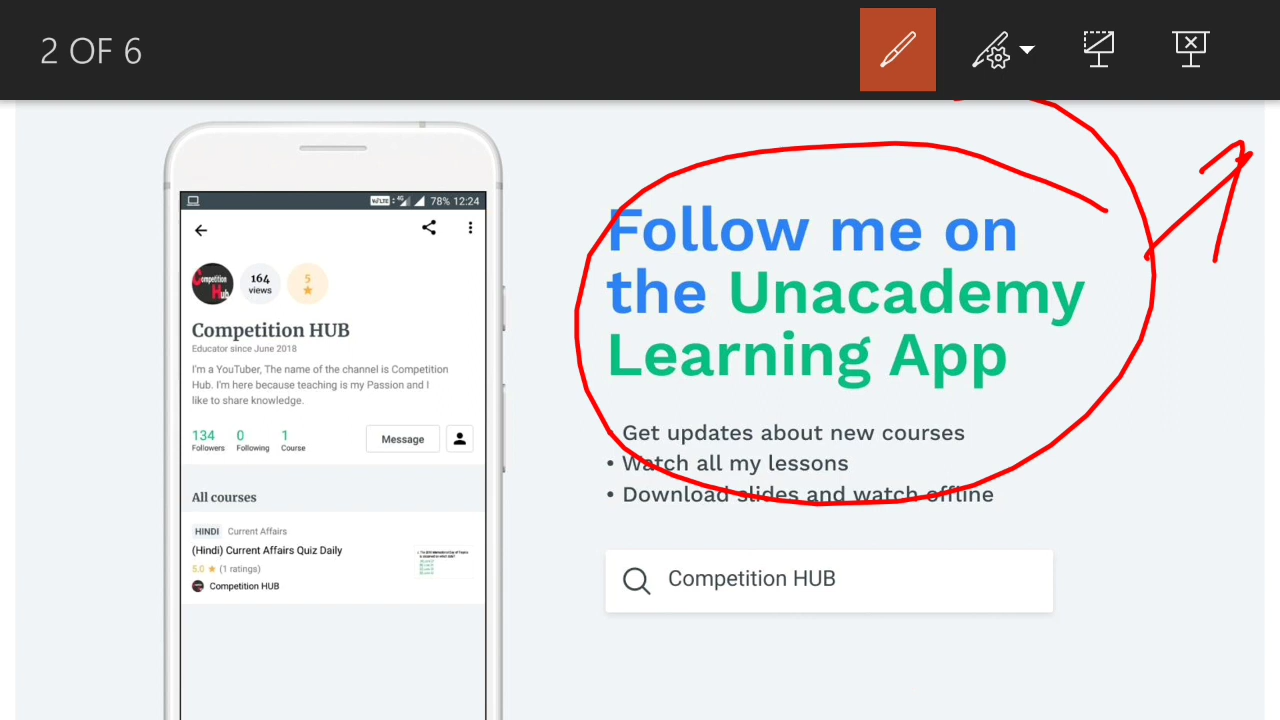 2 OF 6
VoLTE 4G 78% 12:24
Competition Hub
164
views
5
Competition HUB
Educator since June 2018
I'm a YouTuber, The name of the channel is Competition
Hub. I'm here because teaching is my Passion and I
like to share knowledge.
134 0 1
Followers Following Course
Message
All courses
HINDI Current Affairs
(Hindi) Current Affairs Quiz Daily
5.0 ★ (1 ratings)
Competition HUB
Follow me on
the Unacademy
Learning App
• Get updates about new courses
• Watch all my lessons
• Download slides and watch offline
Competition HUB